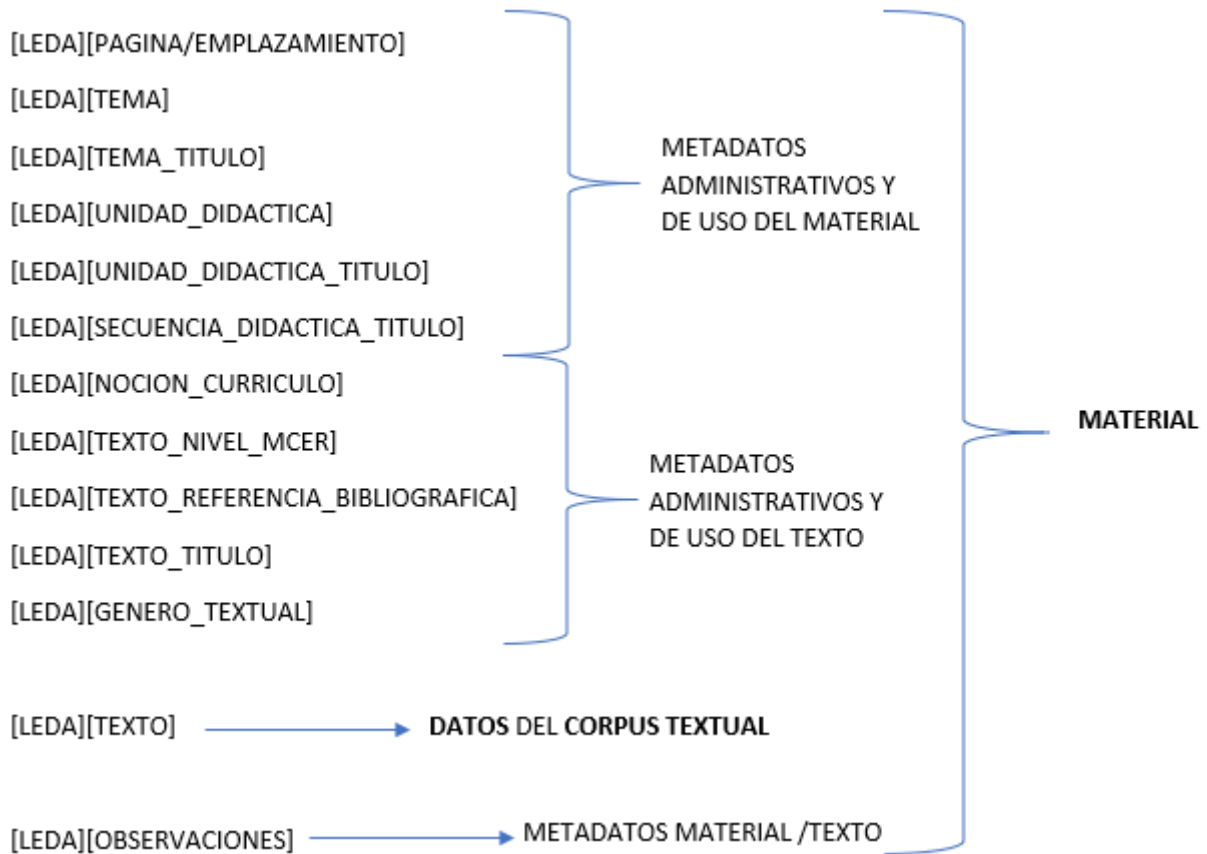 [LEDA][PAGINA/EMPLAZAMIENTO]
[LEDA][TEMA]
[LEDA][TEMA_TITULO]
[LEDA][UNIDAD_DIDACTICA]
[LEDA][UNIDAD_DIDACTICA_TITULO]
[LEDA][SECUENCIA_DIDACTICA_TITULO]
METADATOS
ADMINISTRATIVOS Y
DE USO DEL MATERIAL
[LEDA][NOCION_CURRICULO]
[LEDA][TEXTO_NIVEL_MCER]
[LEDA][TEXTO_REFERENCIA_BIBLIOGRAFICA]
[LEDA][TEXTO_TITULO]
[LEDA][GENERO_TEXTUAL]
METADATOS
ADMINISTRATIVOS Y
DE USO DEL TEXTO
[LEDA][TEXTO]
DATOS DEL CORPUS TEXTUAL
[LEDA][OBSERVACIONES]
METADATOS MATERIAL /TEXTO
MATERIAL